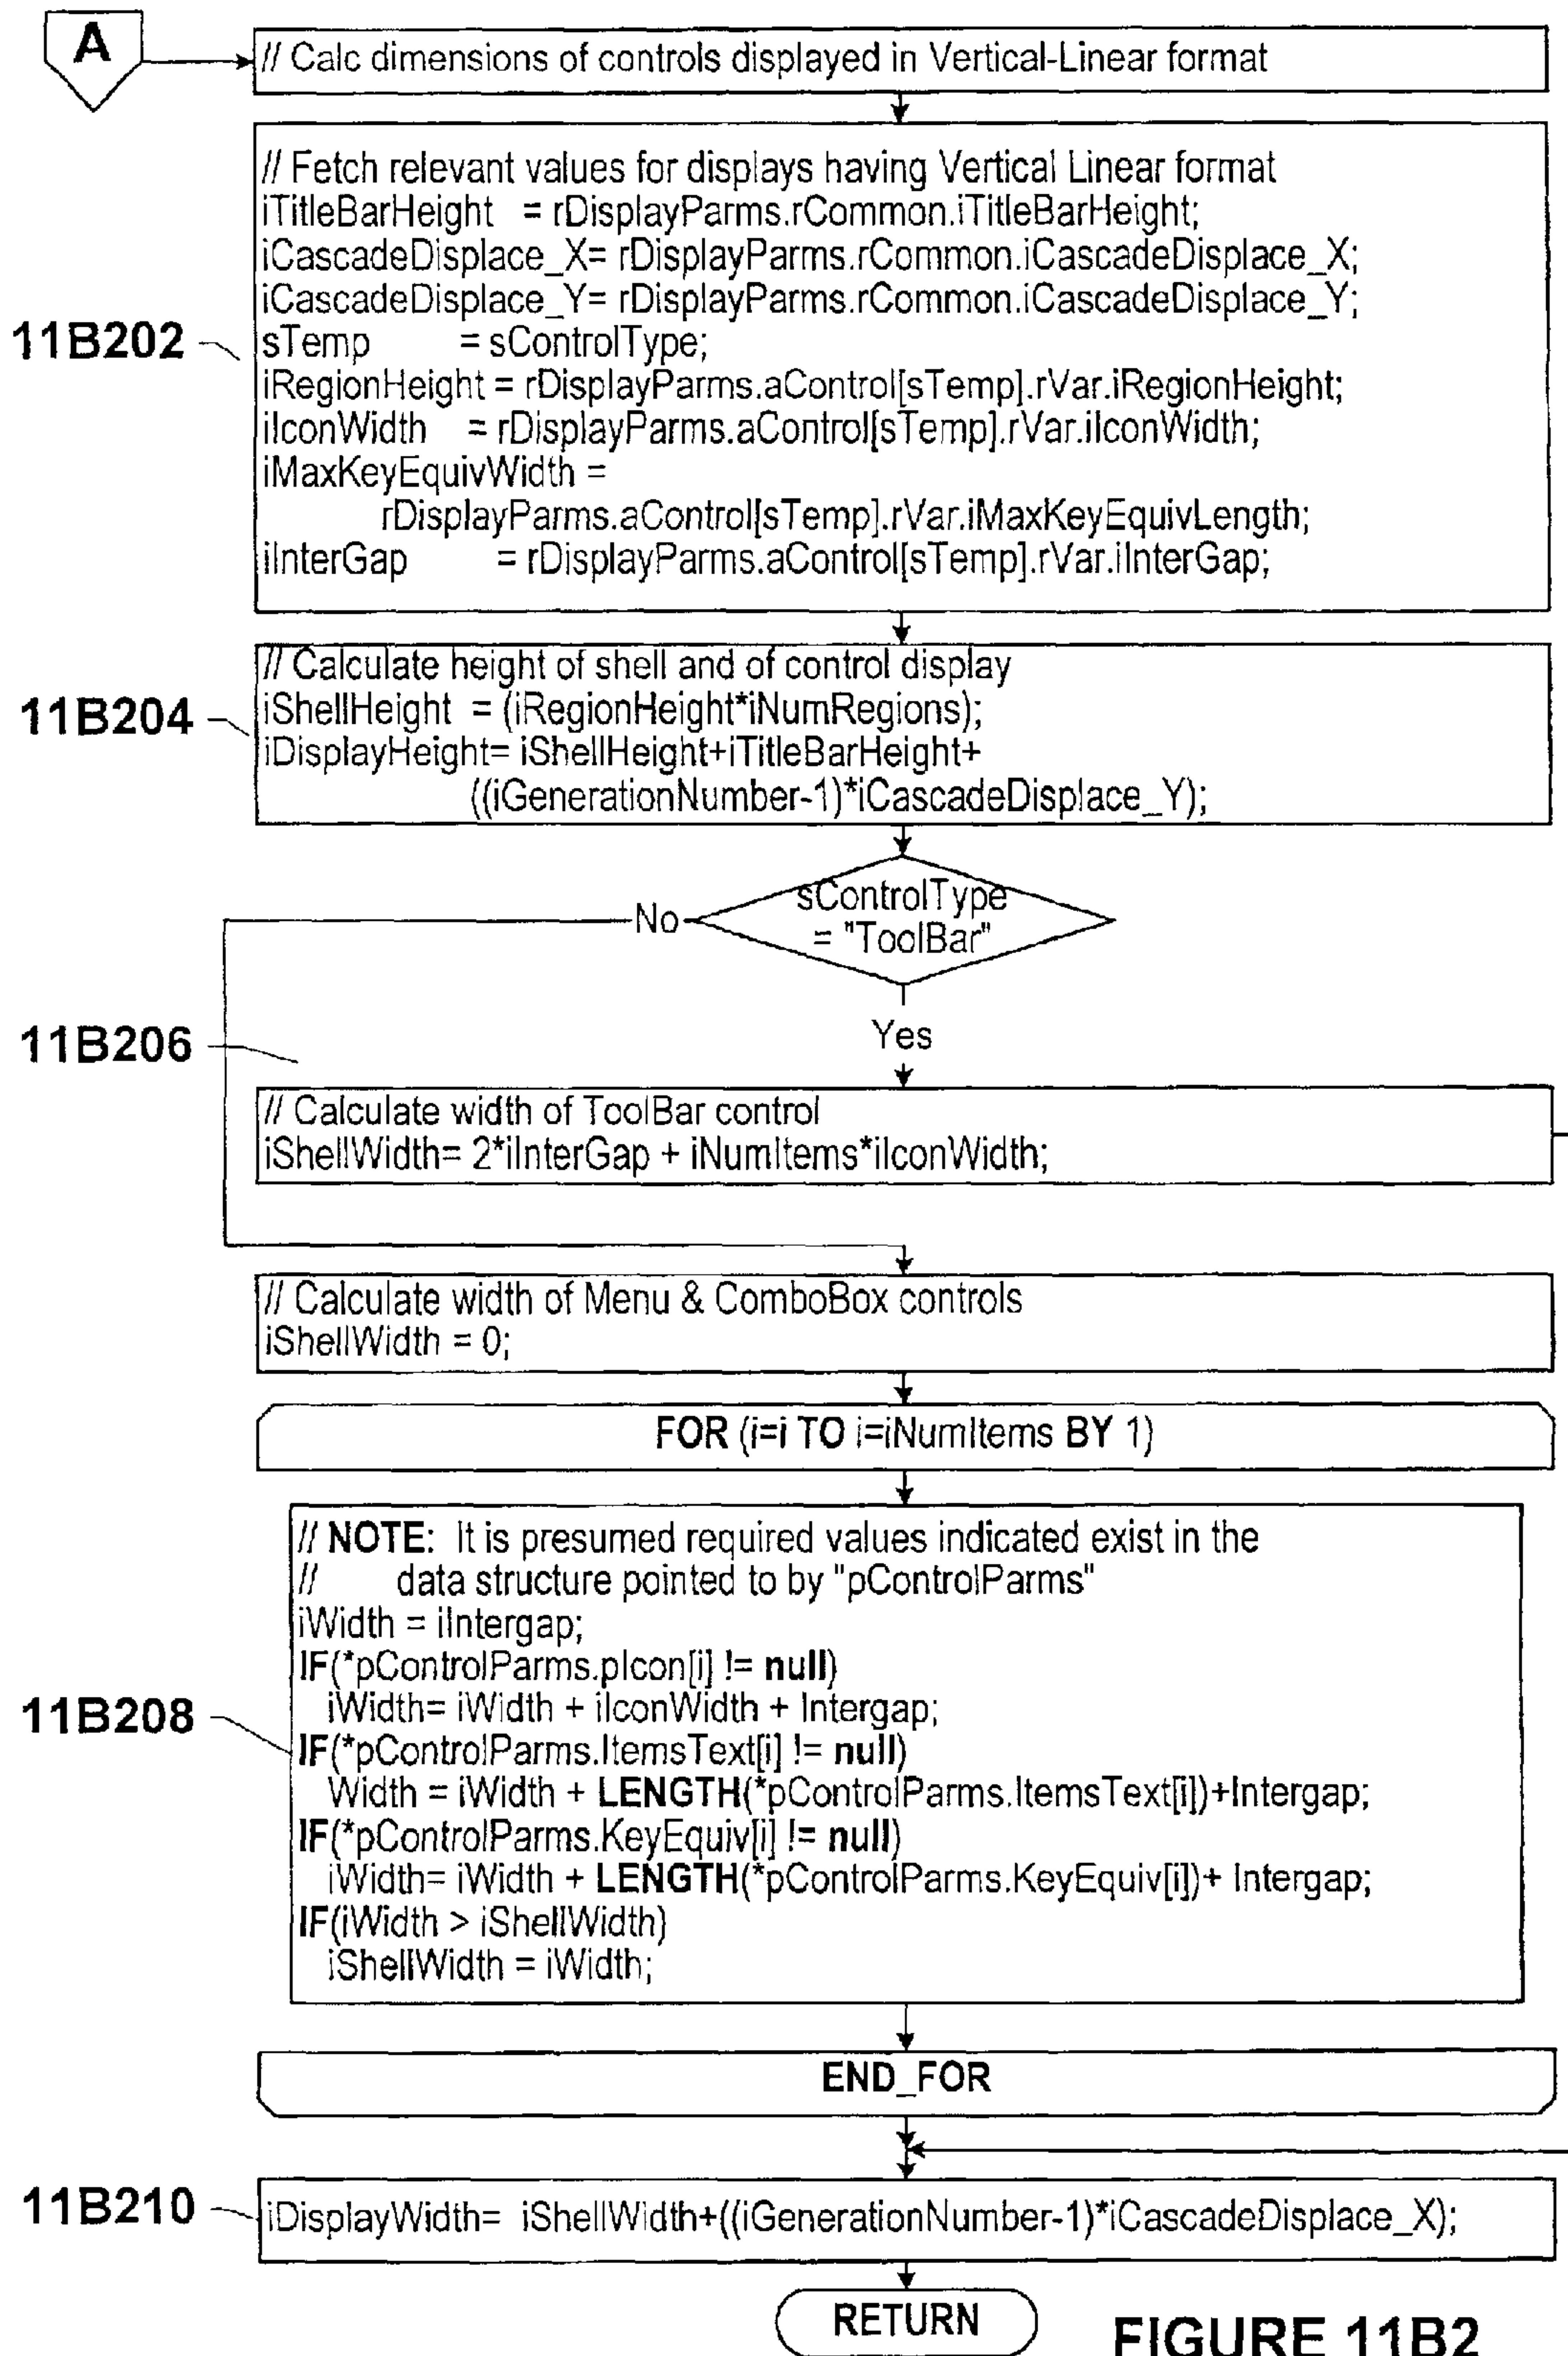 A
// Calc dimensions of controls displayed in Vertical-Linear format
// Fetch relevant values for displays having Vertical Linear format
iTitleBarHeight = rDisplayParms.rCommon.iTitleBarHeight;
iCascadeDisplace_X= rDisplayParms.rCommon.iCascadeDisplace_X;
iCascadeDisplace_Y= rDisplayParms.rCommon.iCascadeDisplace_Y;
11B202
sTemp = sControlType;
iRegionHeight = rDisplayParms.aControl[sTemp].rVar.iRegionHeight;
iIconWidth = rDisplayParms.aControl[sTemp].rVar.iIconWidth;
iMaxKeyEquivWidth =
rDisplayParms.aControl[sTemp].rVar.iMaxKeyEquivLength;
iInterGap = rDisplayParms.aControl[sTemp].rVar.iInterGap;
// Calculate height of shell and of control display
11B204
iShellHeight = (iRegionHeight*iNumRegions);
iDisplayHeight= iShellHeight+iTitleBarHeight+
((iGenerationNumber-1)*iCascadeDisplace_Y);
sControlType
= "ToolBar"
No
Yes
11B206
// Calculate width of ToolBar control
iShellWidth= 2*iInterGap + iNumItems*iIconWidth;
// Calculate width of Menu & ComboBox controls
iShellWidth = 0;
FOR (i=i TO i=iNumItems BY 1)
// NOTE: It is presumed required values indicated exist in the
// data structure pointed to by "pControlParms"
iWidth = iIntergap;
IF(*pControlParms.pIcon[i] != null)
iWidth= iWidth + iIconWidth + Intergap;
11B208
IF(*pControlParms.ItemsText[i] != null)
Width = iWidth + LENGTH(*pControlParms.ItemsText[i])+Intergap;
IF(*pControlParms.KeyEquiv[i] != null)
iWidth= iWidth + LENGTH(*pControlParms.KeyEquiv[i])+ Intergap;
IF(iWidth > iShellWidth)
iShellWidth = iWidth;
END_FOR
11B210
iDisplayWidth= iShellWidth+((iGenerationNumber-1)*iCascadeDisplace_X);
RETURN
FIGURE 11B2